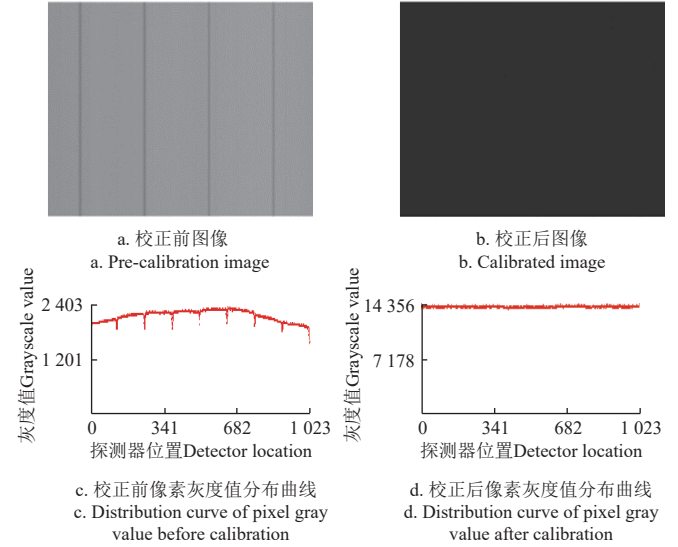 a. 校正前图像
a. Pre-calibration image
b. 校正后图像
b. Calibrated image
灰度值Grayscale value
2 403
1 201
0 341 682 1 023
探测器位置Detector location
c. 校正前像素灰度值分布曲线
c. Distribution curve of pixel gray
value before calibration
灰度值Grayscale value
14 356
7 178
0 341 682 1 023
探测器位置Detector location
d. 校正后像素灰度值分布曲线
d. Distribution curve of pixel gray
value after calibration